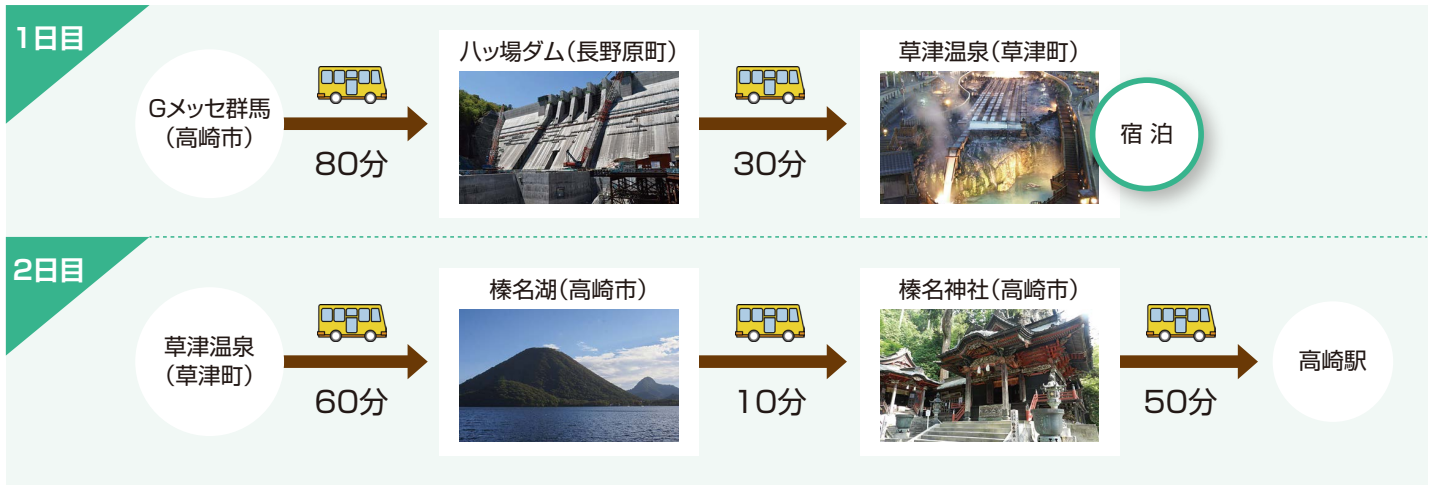 1日目
Gメッセ群馬
(高崎市)
80分
八ッ場ダム(長野原町)
30分
草津温泉(草津町)
宿 泊
2日目
草津温泉
(草津町)
60分
榛名湖(高崎市)
10分
榛名神社(高崎市)
50分
高崎駅